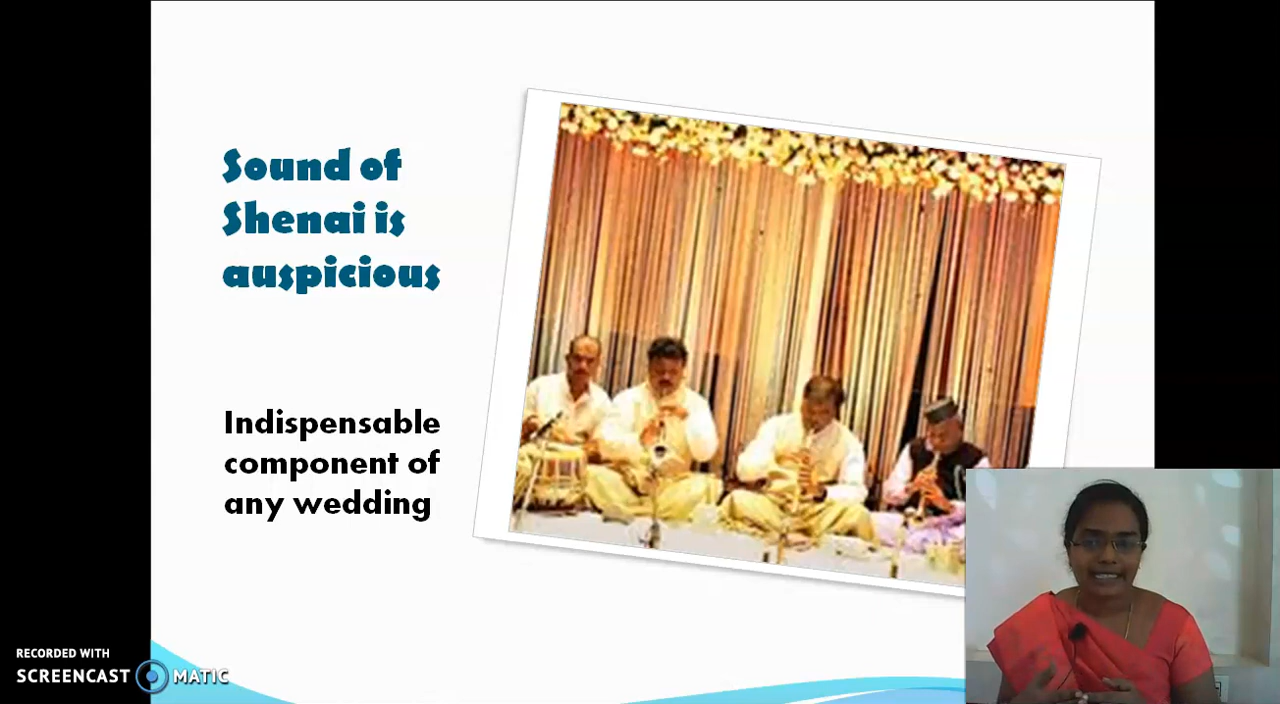 Sound of
Shenai is
auspicious
Indispensable
component of
any wedding
RECORDED WITH
SCREENCAST MATIC